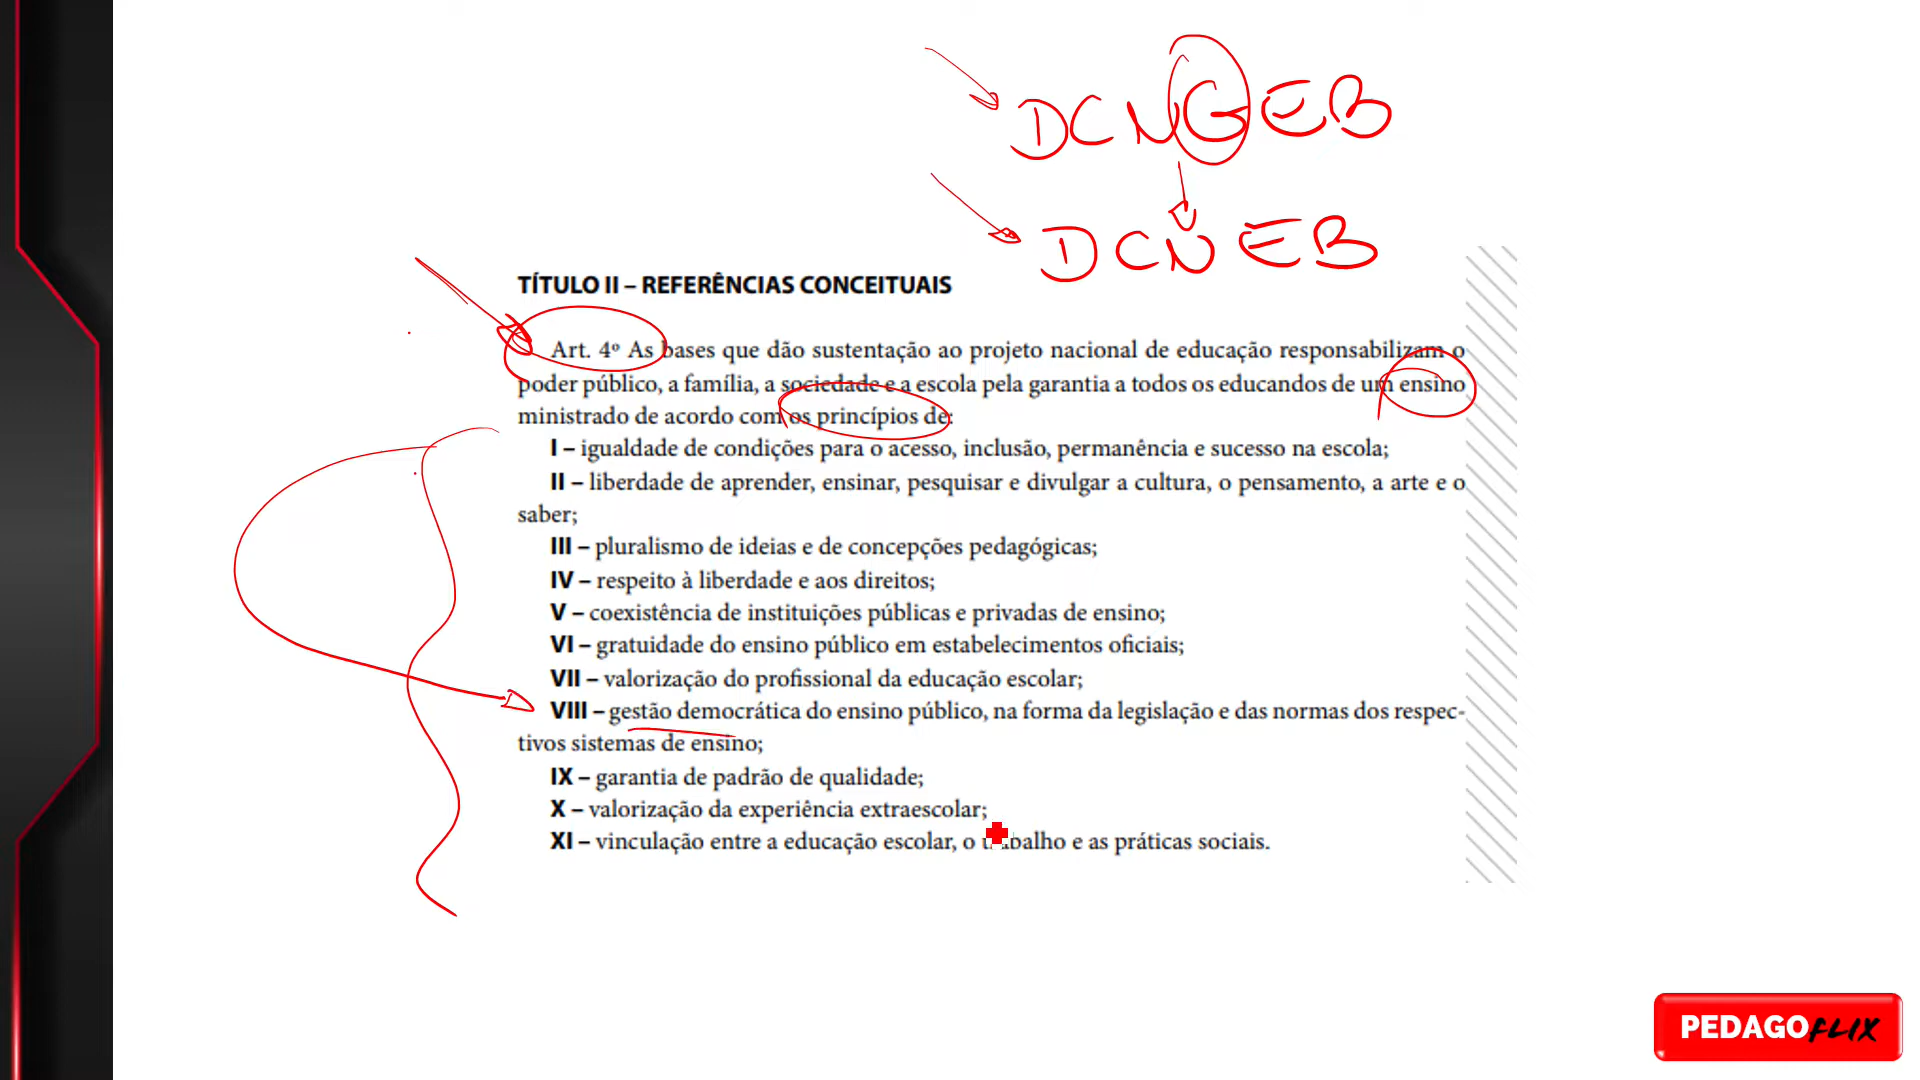 DCNGEB
DCNEB
TÍTULO II – REFERÊNCIAS CONCEITUAIS
Art. 4º As bases que dão sustentação ao projeto nacional de educação responsabilizam o
poder público, a família, a sociedade e a escola pela garantia a todos os educandos de um ensino
ministrado de acordo com os princípios de:
I – igualdade de condições para o acesso, inclusão, permanência e sucesso na escola;
II – liberdade de aprender, ensinar, pesquisar e divulgar a cultura, o pensamento, a arte e o
saber;
III – pluralismo de ideias e de concepções pedagógicas;
IV – respeito à liberdade e aos direitos;
V – coexistência de instituições públicas e privadas de ensino;
VI – gratuidade do ensino público em estabelecimentos oficiais;
VII – valorização do profissional da educação escolar;
VIII – gestão democrática do ensino público, na forma da legislação e das normas dos respec-
tivos sistemas de ensino;
IX – garantia de padrão de qualidade;
X – valorização da experiência extraescolar;
XI – vinculação entre a educação escolar, o trabalho e as práticas sociais.
PEDAGOFLIX